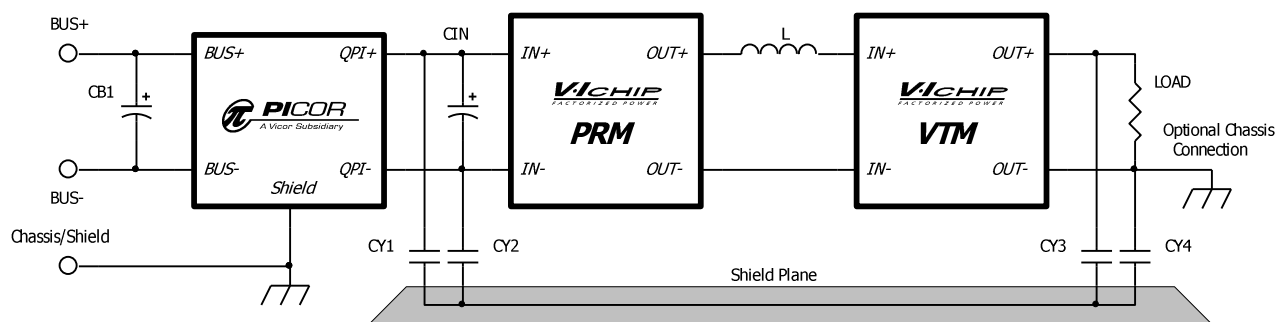 BUS+
BUS-
Chassis/Shield
CB1
+
BUS+
QPI+
PICOR
A Vicor Subsidiary
BUS-
QPI-
Shield
CIN
+
CY1
CY2
IN+
OUT+
V·I CHIP
FACTORIZED POWER
PRM
IN-
OUT-
L
IN+
OUT+
V·I CHIP
FACTORIZED POWER
VTM
IN-
OUT-
LOAD
Optional Chassis
Connection
CY3
CY4
Shield Plane